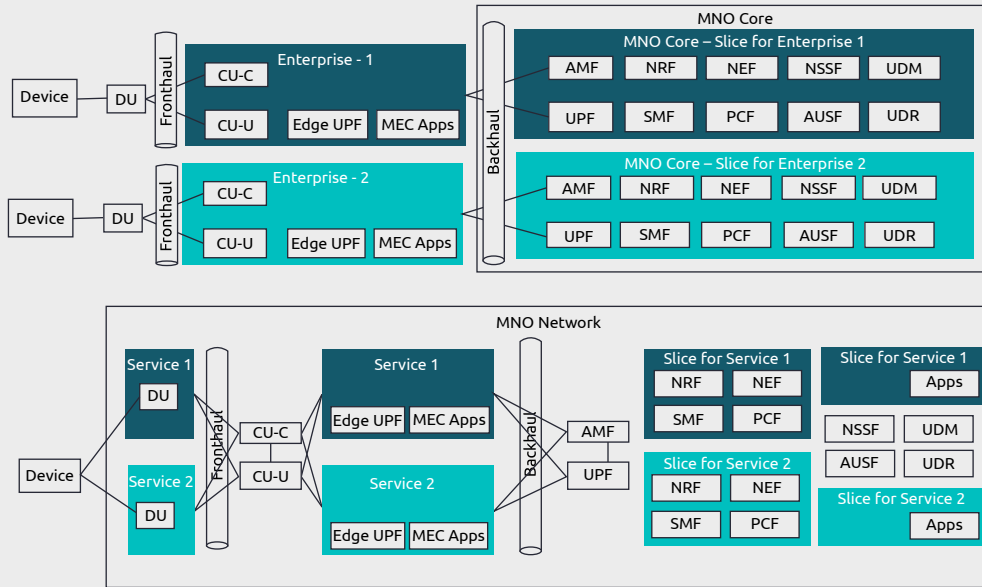 MNO Core
Device
DU
Fronthaul
Enterprise - 1
CU-C
CU-U
Edge UPF
MEC Apps
Backhaul
MNO Core – Slice for Enterprise 1
AMF
NRF
NEF
NSSF
UDM
UPF
SMF
PCF
AUSF
UDR
Device
DU
Fronthaul
Enterprise - 2
CU-C
CU-U
Edge UPF
MEC Apps
MNO Core – Slice for Enterprise 2
AMF
NRF
NEF
NSSF
UDM
UPF
SMF
PCF
AUSF
UDR
MNO Network
Device
Service 1
DU
Service 2
DU
Fronthaul
CU-C
CU-U
Service 1
Edge UPF
MEC Apps
Service 2
Edge UPF
MEC Apps
Backhaul
AMF
UPF
Slice for Service 1
NRF
NEF
SMF
PCF
Slice for Service 2
NRF
NEF
SMF
PCF
Slice for Service 1
Apps
NSSF
UDM
AUSF
UDR
Slice for Service 2
Apps